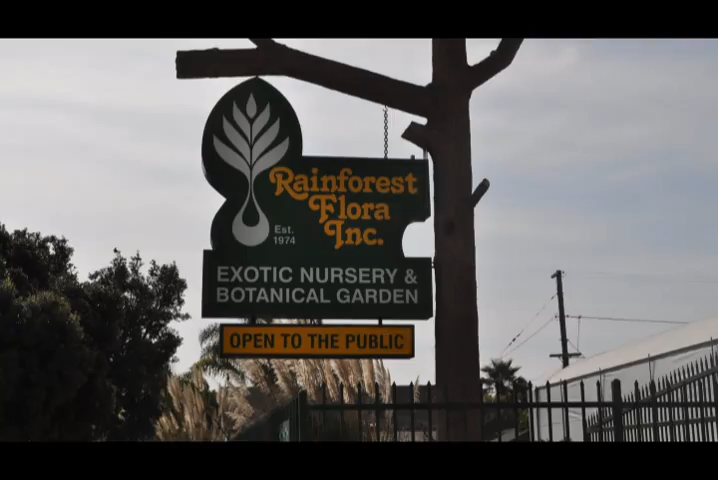 Rainforest
Flora
Inc.
Est.
1974
EXOTIC NURSERY &
BOTANICAL GARDEN
OPEN TO THE PUBLIC